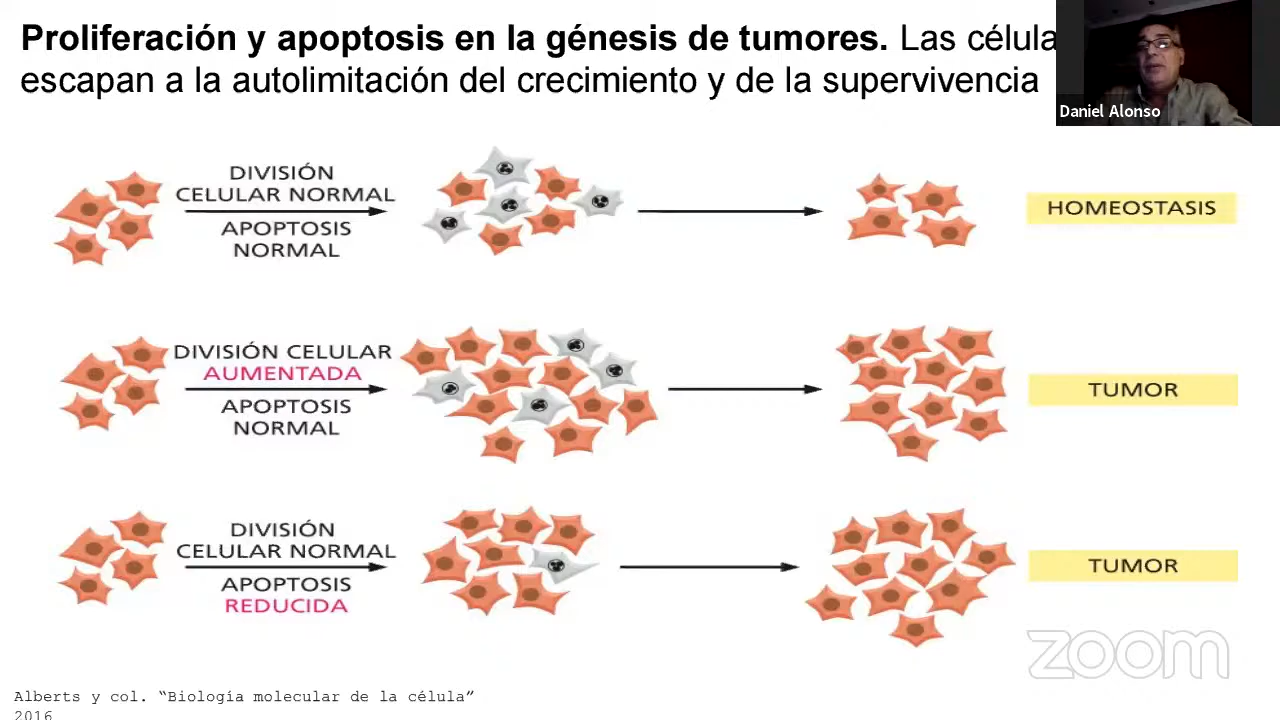 Proliferación y apoptosis en la génesis de tumores. Las célula
escapan a la autolimitación del crecimiento y de la supervivencia
Daniel Alonso
DIVISIÓN
CELULAR NORMAL
APOPTOSIS
NORMAL
HOMEOSTASIS
DIVISIÓN CELULAR
AUMENTADA
APOPTOSIS
NORMAL
TUMOR
DIVISIÓN
CELULAR NORMAL
APOPTOSIS
REDUCIDA
TUMOR
zoom
Alberts y col. “Biología molecular de la célula”
2016